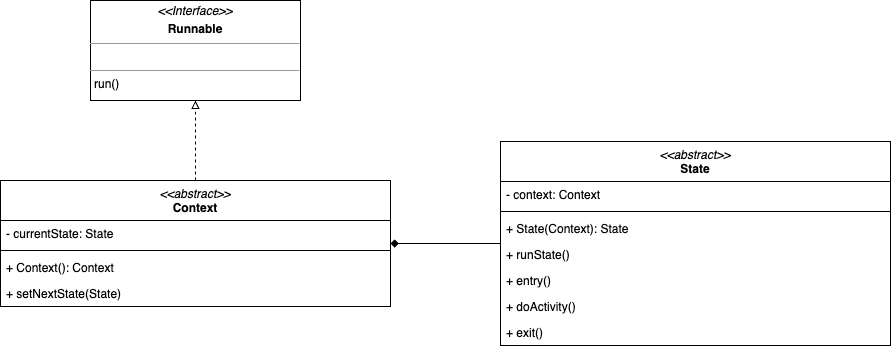 <<Interface>>
Runnable
run()
<<abstract>>
Context
- currentState: State
+ Context(): Context
+ setNextState(State)
<<abstract>>
State
- context: Context
+ State(Context): State
+ runState()
+ entry()
+ doActivity()
+ exit()